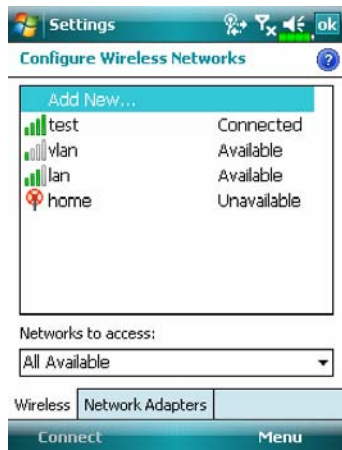 Settings
ok
Configure Wireless Networks
?
Add New...
test Connected
vlan Available
lan Available
home Unavailable
Networks to access:
All Available
Wireless Network Adapters
Connect Menu